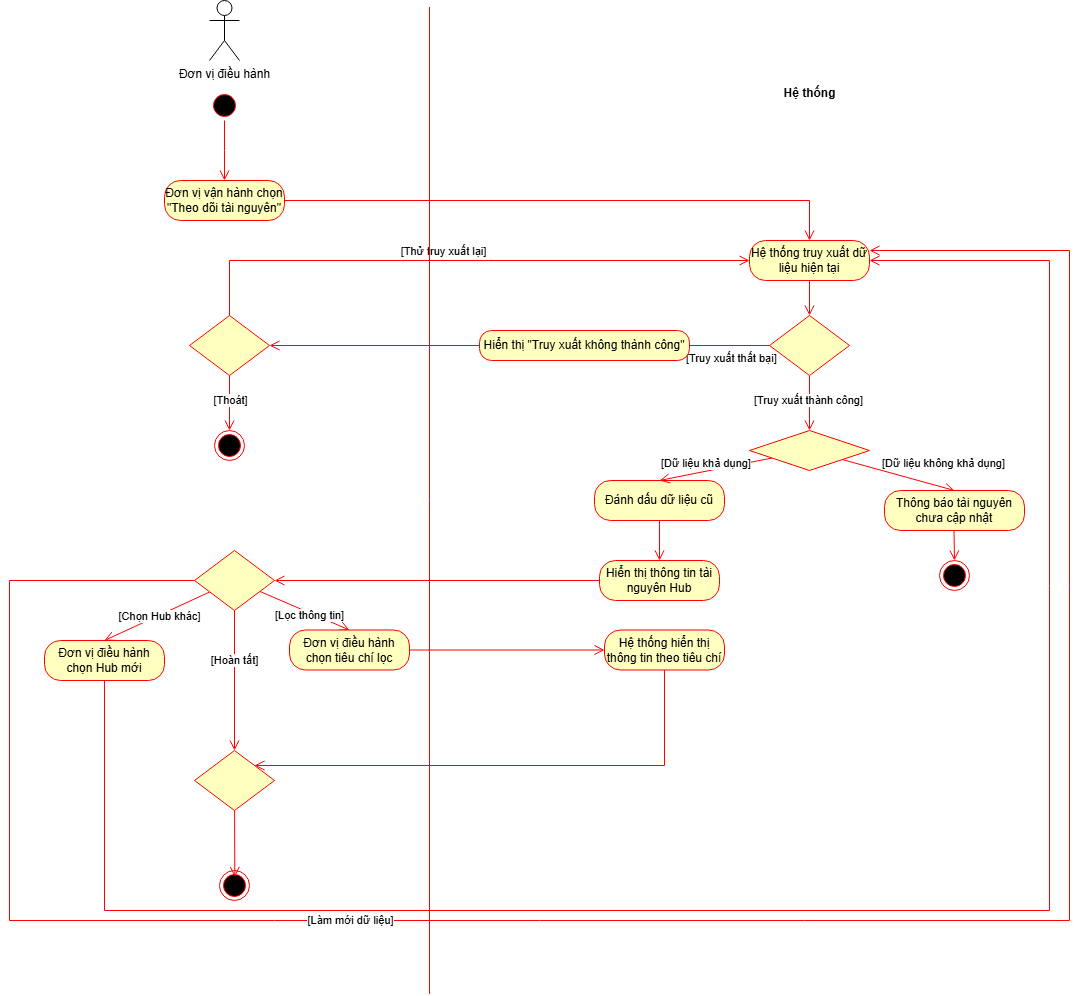 Đơn vị điều hành
Hệ thống
Đơn vị vận hành chọn
"Theo dõi tài nguyên"
[Thử truy xuất lại]
Hệ thống truy xuất dữ
liệu hiện tại
Hiển thị "Truy xuất không thành công"
[Truy xuất thất bại]
[Thoát]
[Truy xuất thành công]
[Dữ liệu khả dụng]
[Dữ liệu không khả dụng]
Đánh dấu dữ liệu cũ
Thông báo tài nguyên
chưa cập nhật
Hiển thị thông tin tài
nguyên Hub
[Chọn Hub khác]
[Lọc thông tin]
Đơn vị điều hành
chọn Hub mới
[Hoàn tất]
Đơn vị điều hành
chọn tiêu chí lọc
Hệ thống hiển thị
thông tin theo tiêu chí
[Làm mới dữ liệu]